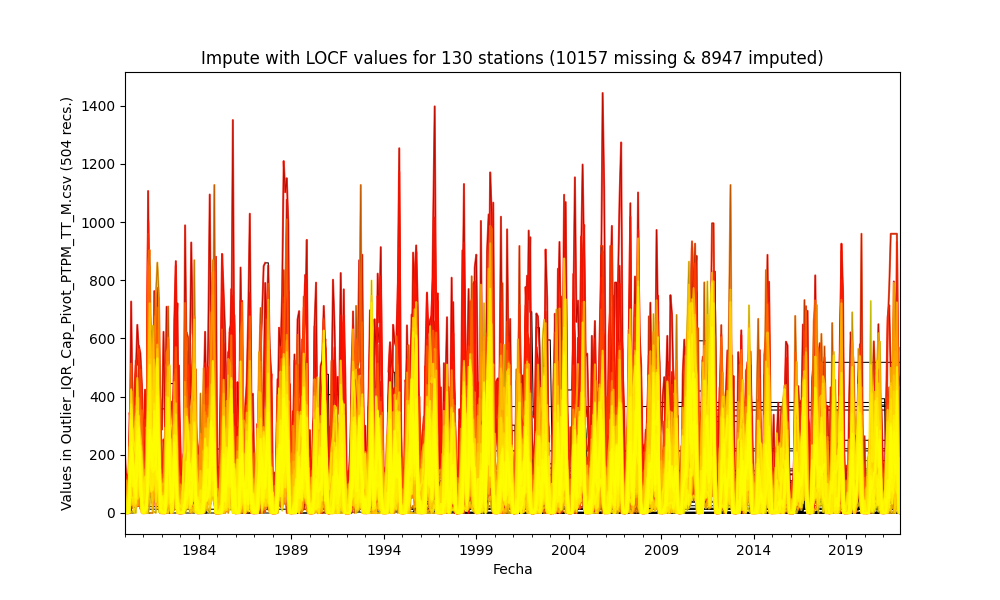 Impute with LOCF values for 130 stations (10157 missing & 8947 imputed)
Values in Outlier_IQR_Cap_Pivot_PTPM_TT_M.csv (504 recs.)
1400
1200
1000
800
600
400
200
0
1984 1989 1994 1999 2004 2009 2014 2019
Fecha